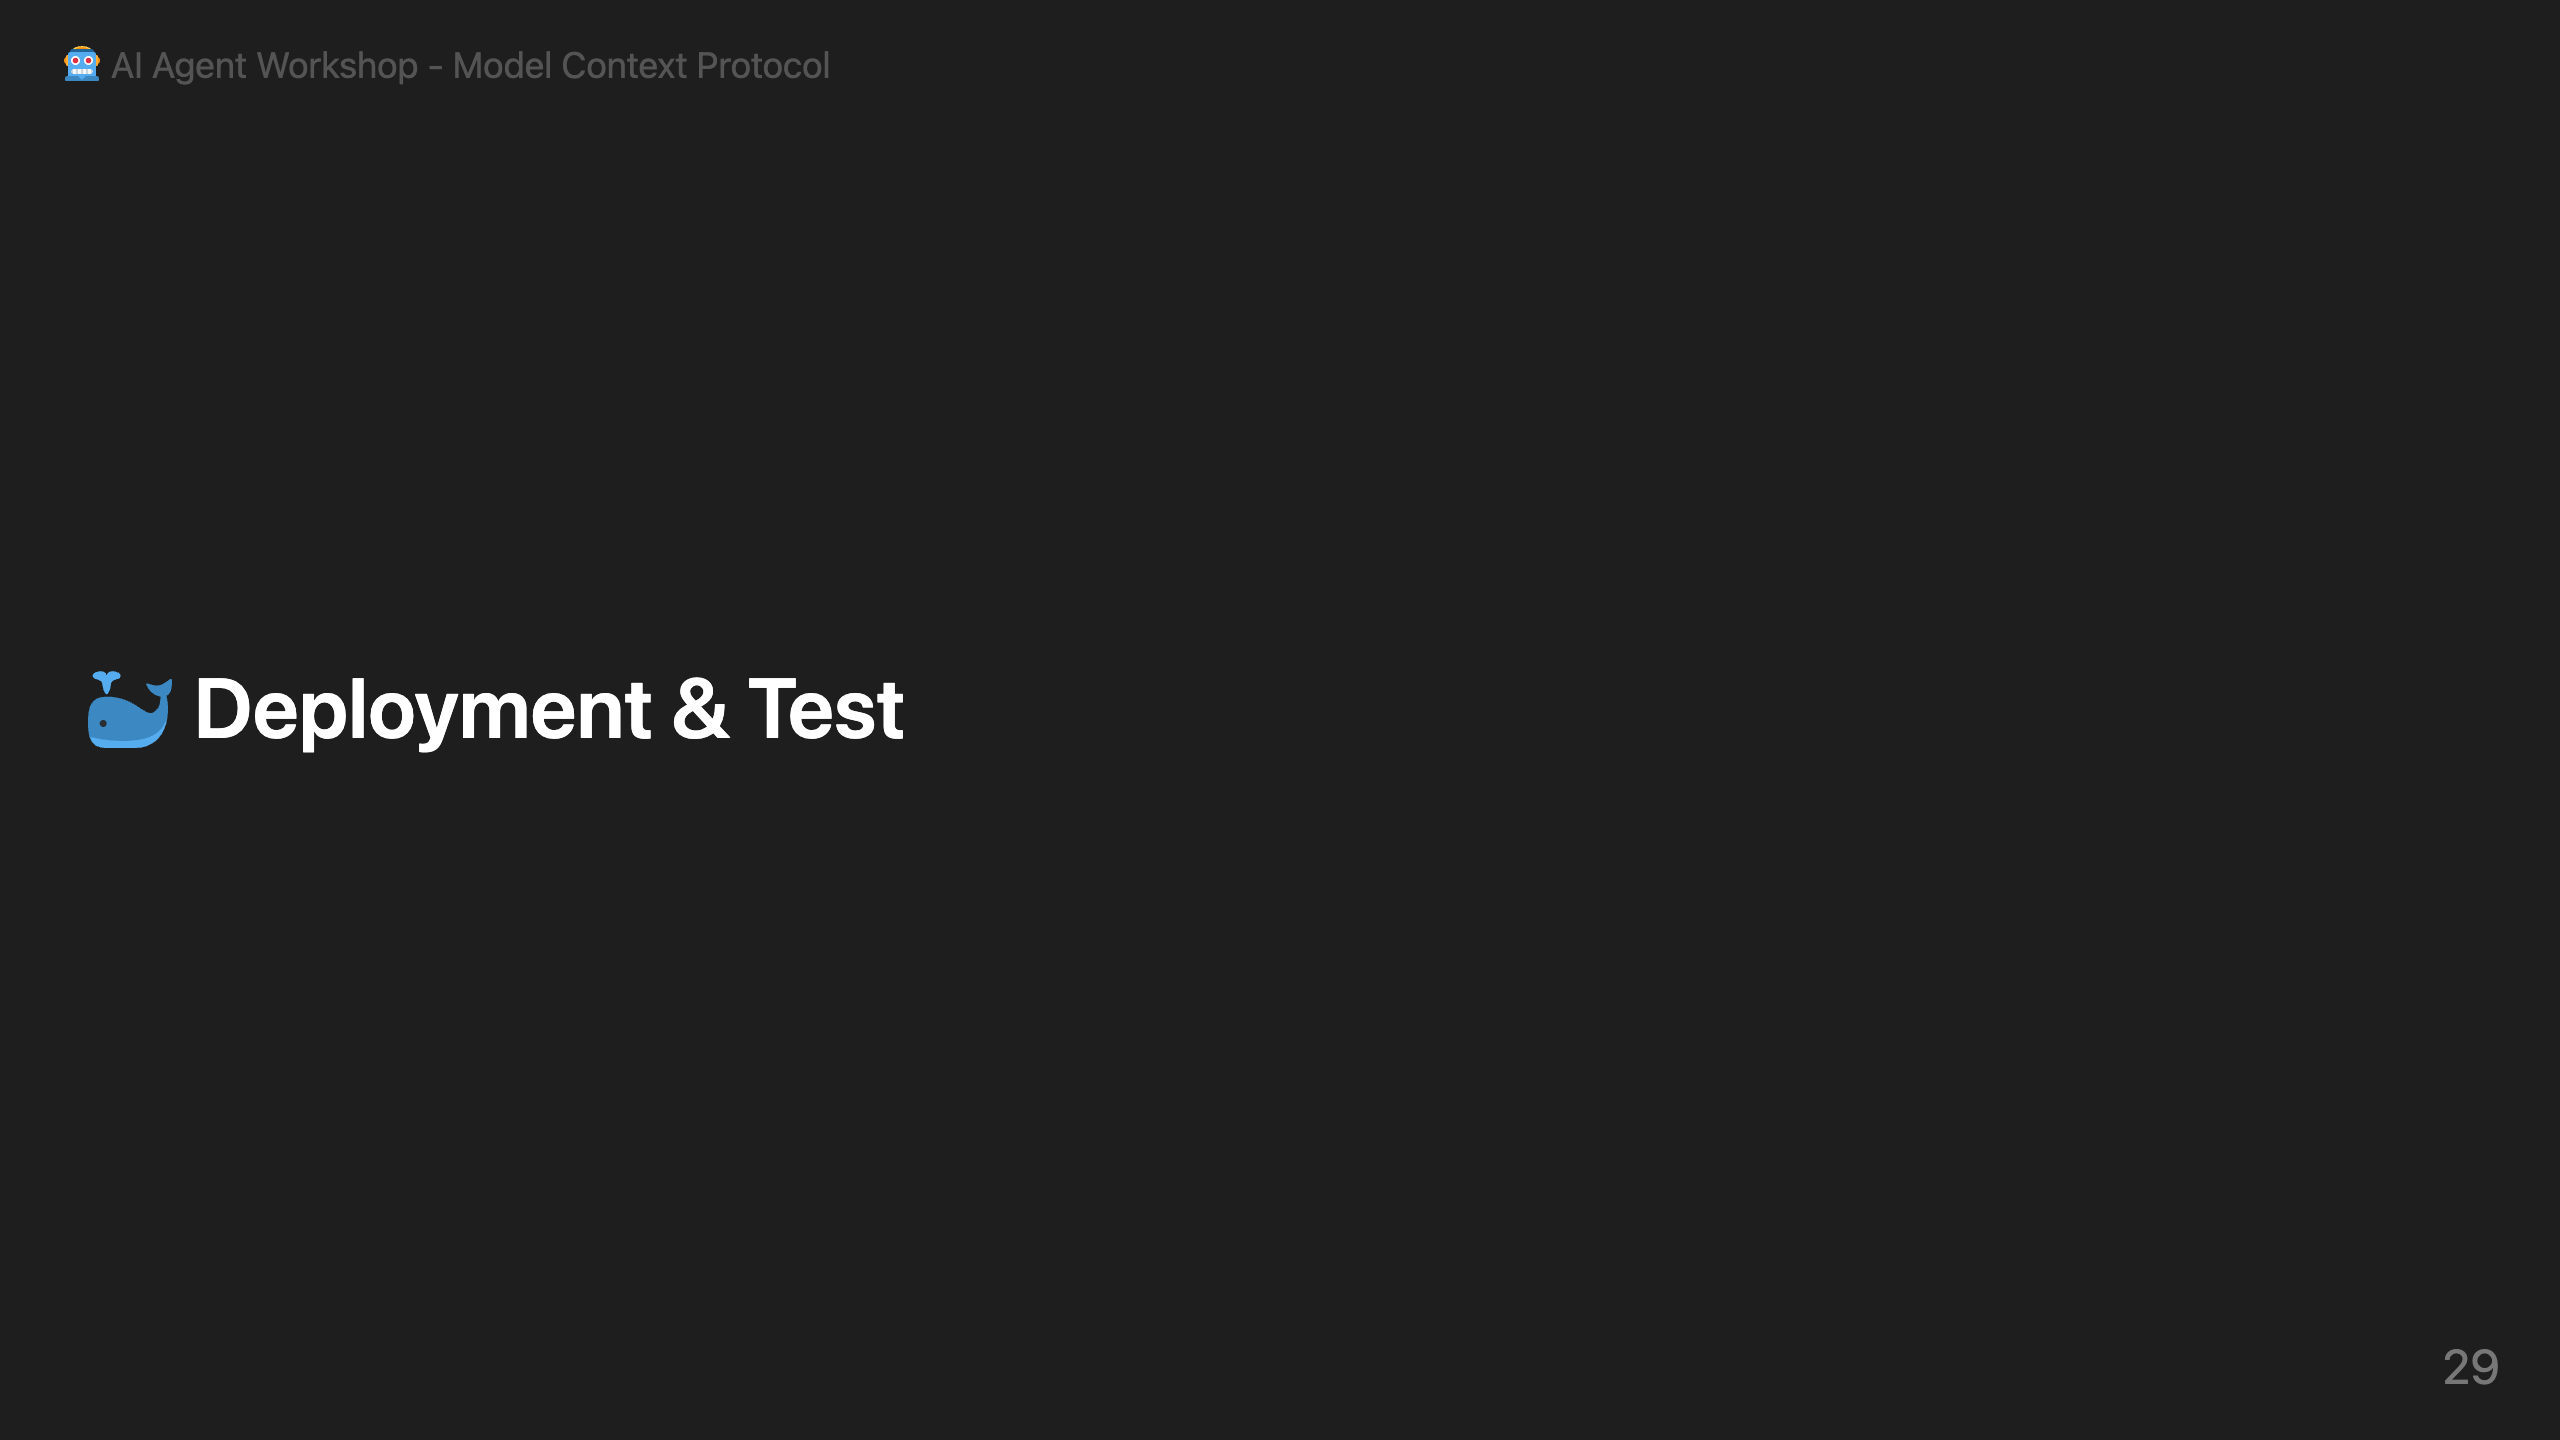 🤖 AI Agent Workshop - Model Context Protocol
🐳 Deployment & Test
29